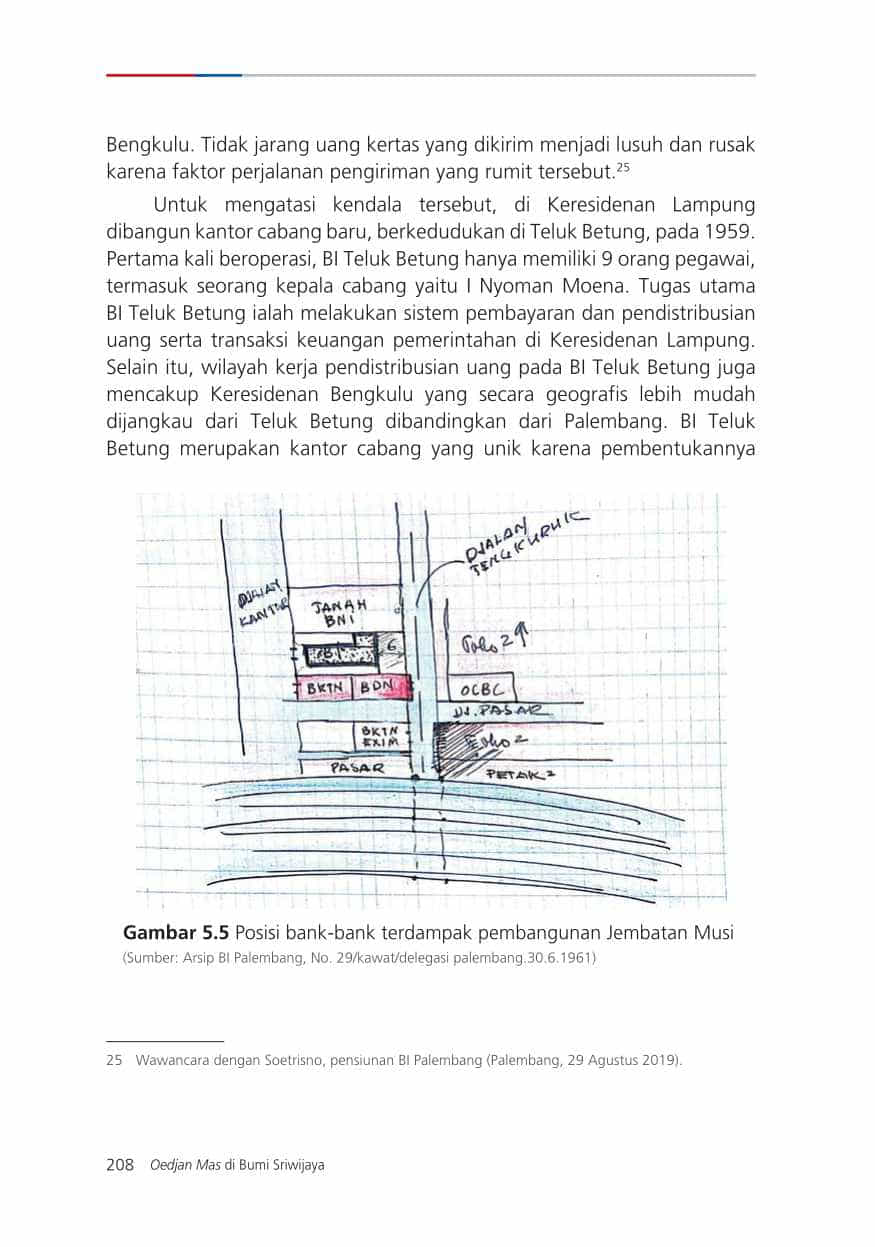 Bengkulu. Tidak jarang uang kertas yang dikirim menjadi lusuh dan rusak
karena faktor perjalanan pengiriman yang rumit tersebut.25
Untuk mengatasi kendala tersebut, di Keresidenan Lampung
dibangun kantor cabang baru, berkedudukan di Teluk Betung, pada 1959.
Pertama kali beroperasi, BI Teluk Betung hanya memiliki 9 orang pegawai,
termasuk seorang kepala cabang yaitu I Nyoman Moena. Tugas utama
BI Teluk Betung ialah melakukan sistem pembayaran dan pendistribusian
uang serta transaksi keuangan pemerintahan di Keresidenan Lampung.
Selain itu, wilayah kerja pendistribusian uang pada BI Teluk Betung juga
mencakup Keresidenan Bengkulu yang secara geografis lebih mudah
dijangkau dari Teluk Betung dibandingkan dari Palembang. BI Teluk
Betung merupakan kantor cabang yang unik karena pembentukannya
DJALAN
TENGKURUK
DJALAN
KANTOR
TANAH
BNI
BI
G
Toko2
BKTN
BDN
OCBC
DJ. PASAR
BKTN
EXIM
Toko2
PASAR
PETAK2
Gambar 5.5 Posisi bank-bank terdampak pembangunan Jembatan Musi
(Sumber: Arsip BI Palembang, No. 29/kawat/delegasi palembang.30.6.1961)
25 Wawancara dengan Soetrisno, pensiunan BI Palembang (Palembang, 29 Agustus 2019).
208 Oedjan Mas di Bumi Sriwijaya